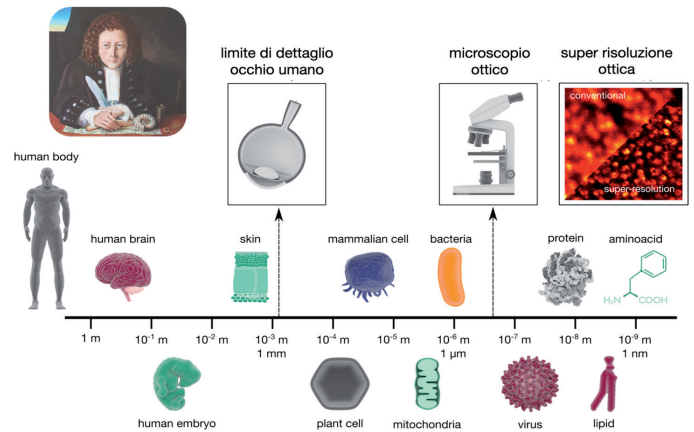 limite di dettaglio
occhio umano
microscopio
ottico
super risoluzione
ottica
conventional
super-resolution
human body
human brain
skin
mammalian cell
bacteria
protein
aminoacid
H₂N
COOH
1 m
10⁻¹ m
10⁻² m
10⁻³ m
1 mm
10⁻⁴ m
10⁻⁵ m
10⁻⁶ m
1 μm
10⁻⁷ m
10⁻⁸ m
10⁻⁹ m
1 nm
human embryo
plant cell
mitochondria
virus
lipid